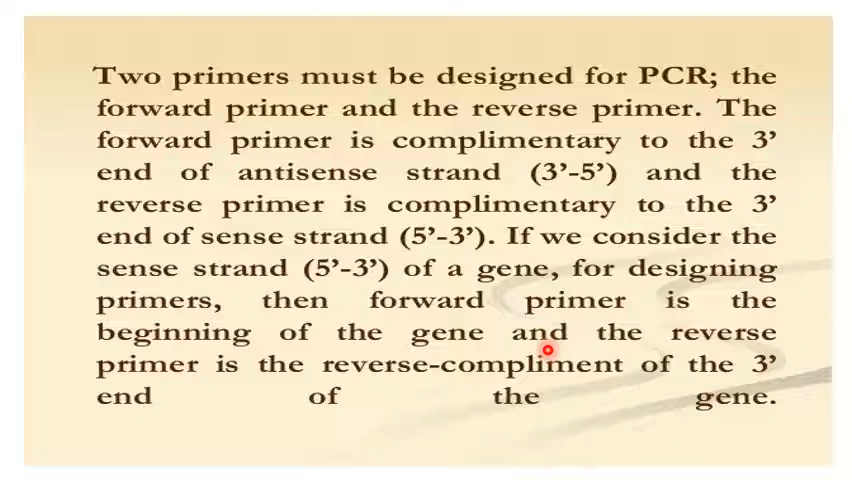 Two primers must be designed for PCR; the
forward primer and the reverse primer. The
forward primer is complimentary to the 3’
end of antisense strand (3’-5’) and the
reverse primer is complimentary to the 3’
end of sense strand (5’-3’). If we consider the
sense strand (5’-3’) of a gene, for designing
primers, then forward primer is the
beginning of the gene and the reverse
primer is the reverse-compliment of the 3’
end of the gene.